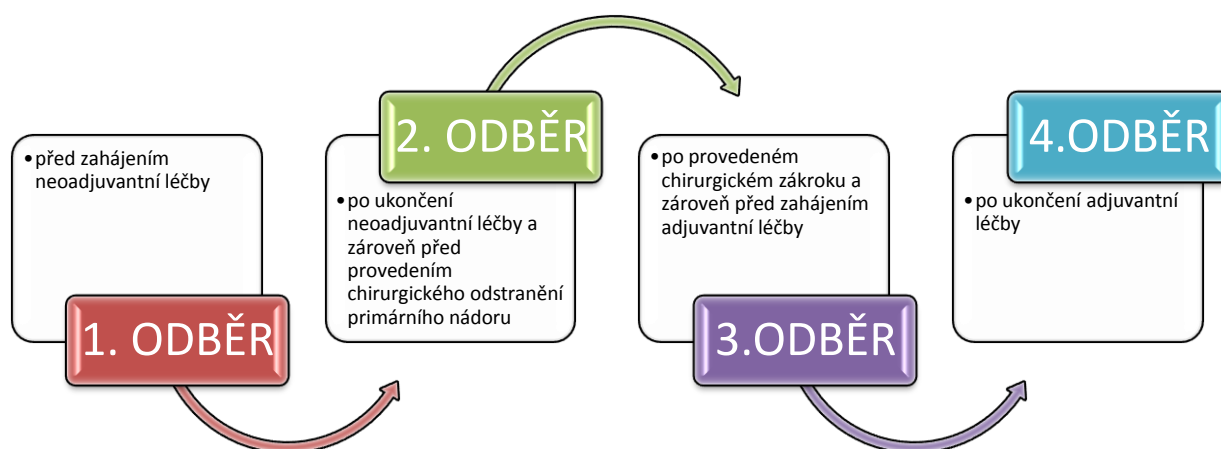 • před zahájením
neoadjuvantní léčby
1. ODBĚR
2. ODBĚR
• po ukončení
neoadjuvantní léčby a
zároveň před
provedením
chirurgického odstranění
primárního nádoru
• po provedeném
chirurgickém zákroku a
zároveň před zahájením
adjuvantní léčby
3.ODBĚR
4.ODBĚR
• po ukončení adjuvantní
léčby